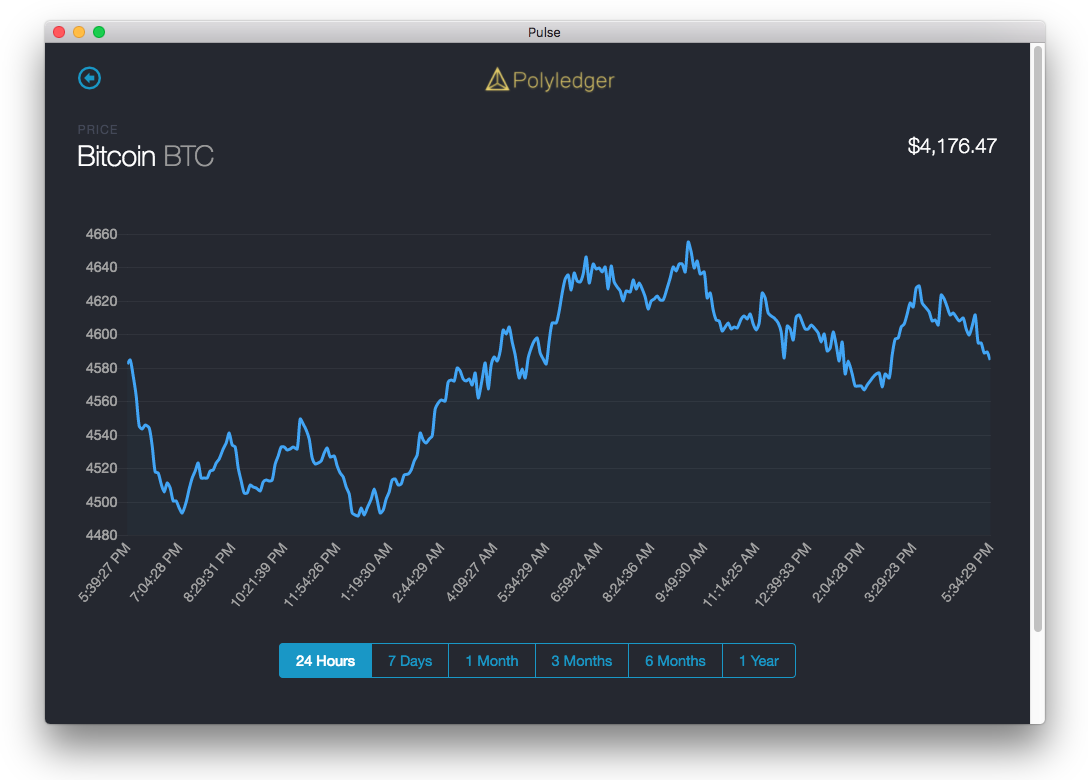 Pulse
Polyledger
PRICE
Bitcoin BTC
$4,176.47
4660
4640
4620
4600
4580
4560
4540
4520
4500
4480
5:39:27 PM
7:04:28 PM
8:29:31 PM
10:21:39 PM
11:54:26 PM
1:19:30 AM
2:44:29 AM
4:09:27 AM
5:34:29 AM
6:59:24 AM
8:24:36 AM
9:49:30 AM
11:14:25 AM
12:39:33 PM
2:04:28 PM
3:29:23 PM
5:34:29 PM
24 Hours 7 Days 1 Month 3 Months 6 Months 1 Year